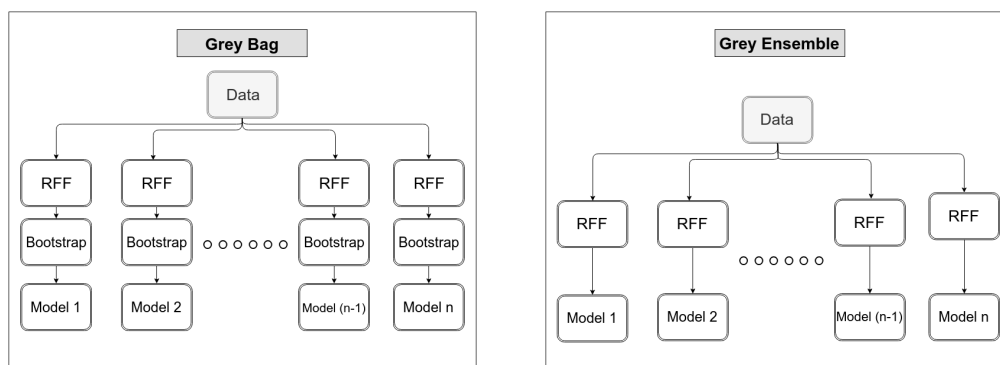 Grey Bag
Data
RFF
RFF
RFF
RFF
Bootstrap
Bootstrap
Bootstrap
Bootstrap
Model 1
Model 2
Model (n-1)
Model n
Grey Ensemble
Data
RFF
RFF
RFF
RFF
Model 1
Model 2
Model (n-1)
Model n